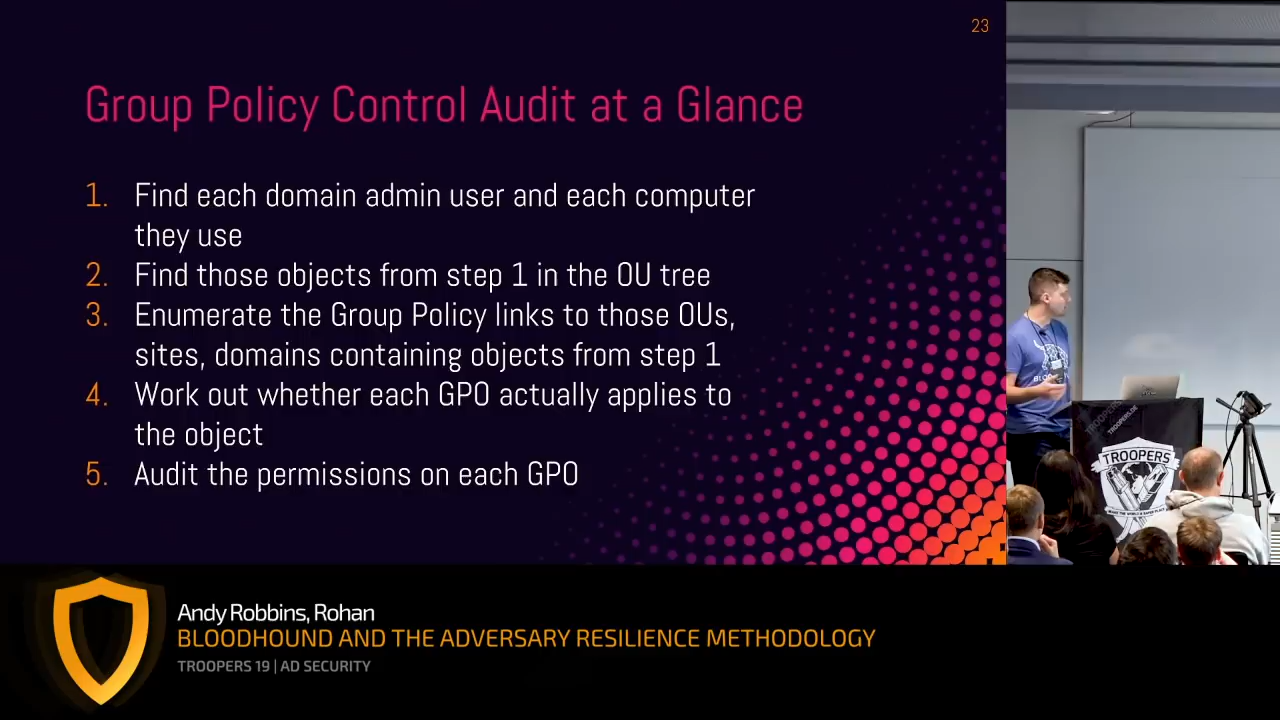 23
Group Policy Control Audit at a Glance
1. Find each domain admin user and each computer
they use
2. Find those objects from step 1 in the OU tree
3. Enumerate the Group Policy links to those OUs,
sites, domains containing objects from step 1
4. Work out whether each GPO actually applies to
the object
5. Audit the permissions on each GPO
TROOPERS
Andy Robbins, Rohan
BLOODHOUND AND THE ADVERSARY RESILIENCE METHODOLOGY
TROOPERS 19 | AD SECURITY